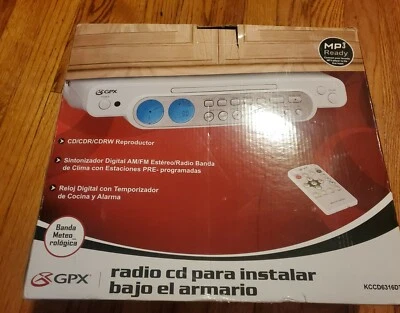 MP3
Ready
GPX
CD/CDR/CDRW Reproductor
Sintonizador Digital AM/FM Estéreo/Radio Banda
de Clima con Estaciones PRE- programadas
Reloj Digital con Temporizador
de Cocina y Alarma
Banda
Meteo
rológica
GPX
radio cd para instalar
bajo el armario
KCCD6316D